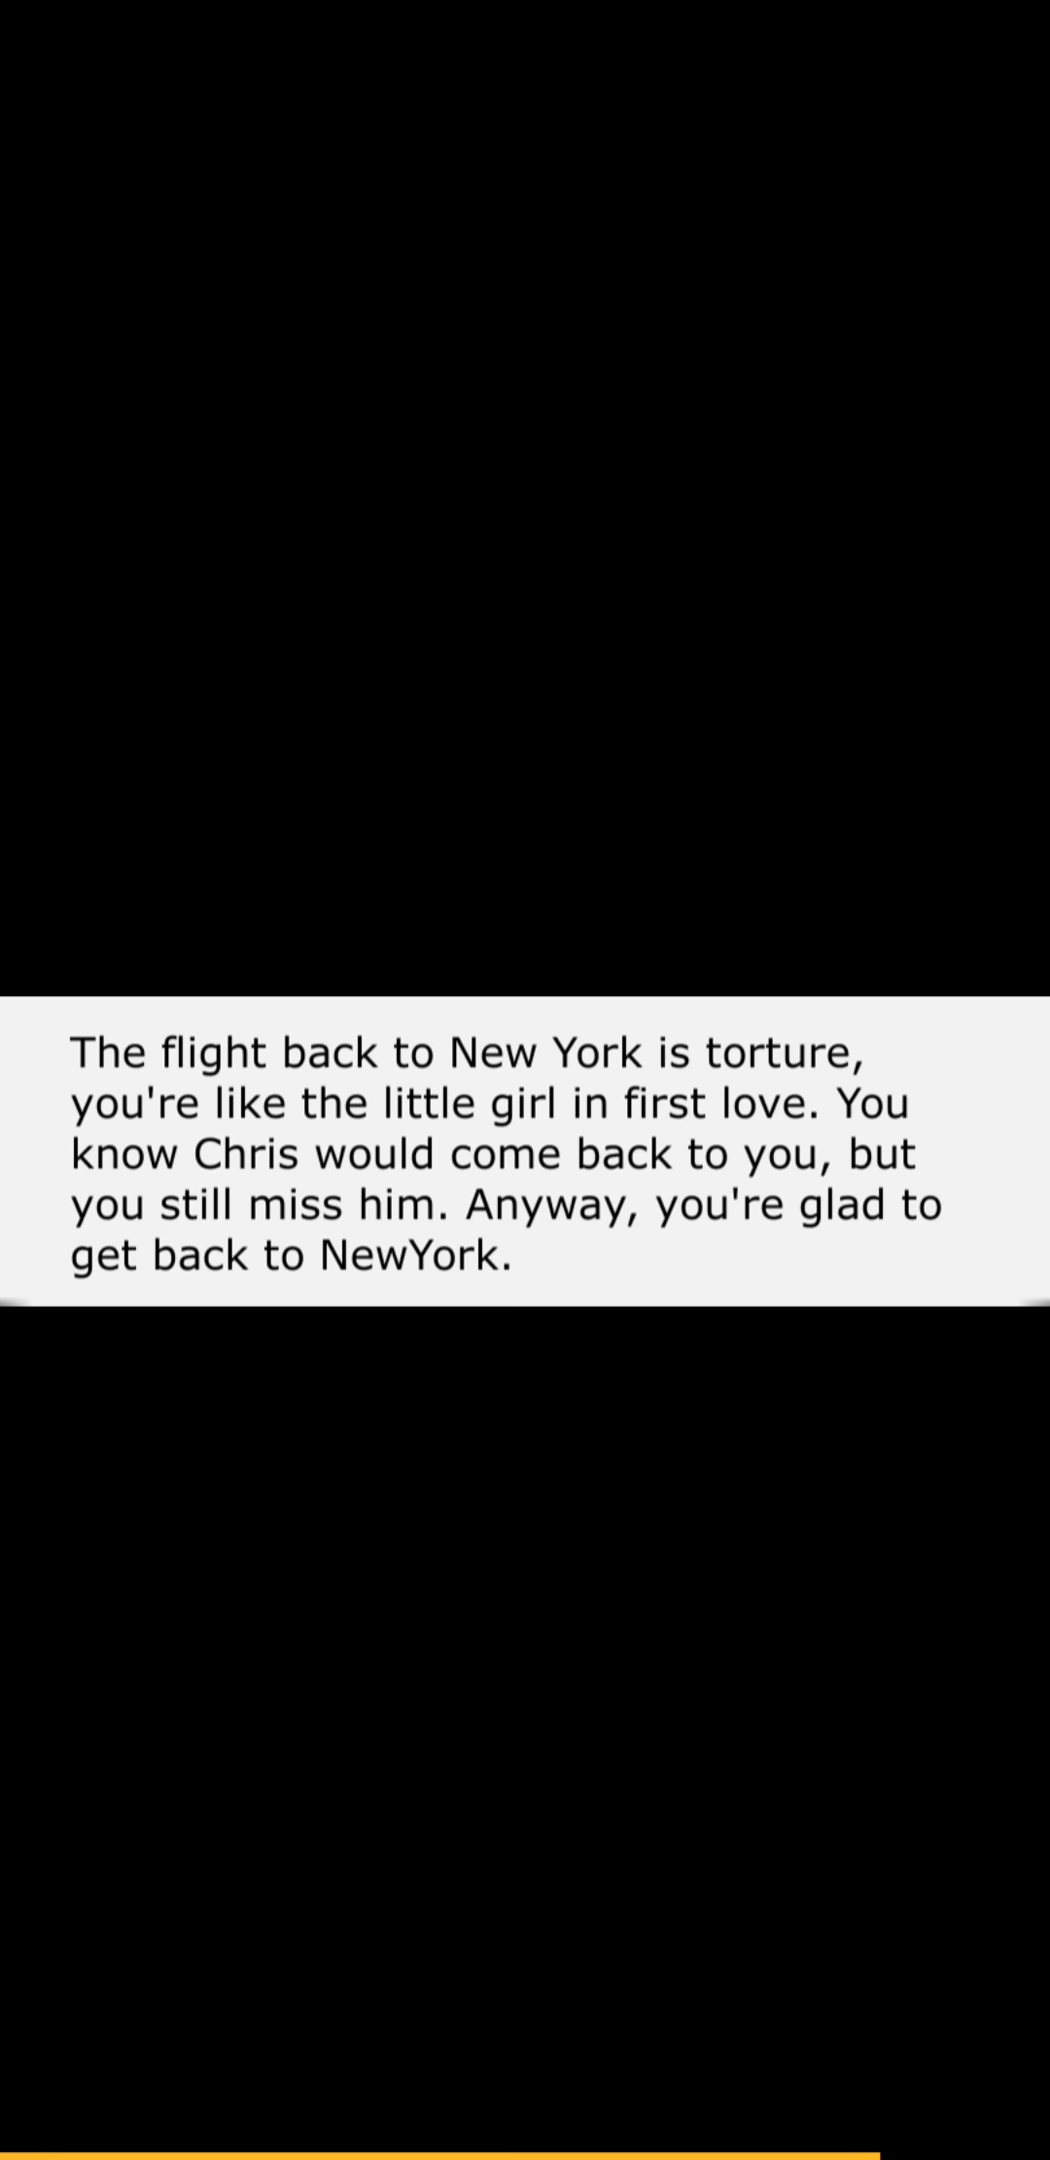 The flight back to New York is torture,
you're like the little girl in first love. You
know Chris would come back to you, but
you still miss him. Anyway, you're glad to
get back to NewYork.